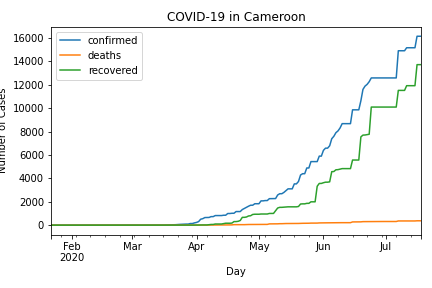 COVID-19 in Cameroon
confirmed
deaths
recovered
16000
14000
12000
10000
8000
6000
4000
2000
0
Number of Cases
Feb
2020
Mar
Apr
May
Jun
Jul
Day